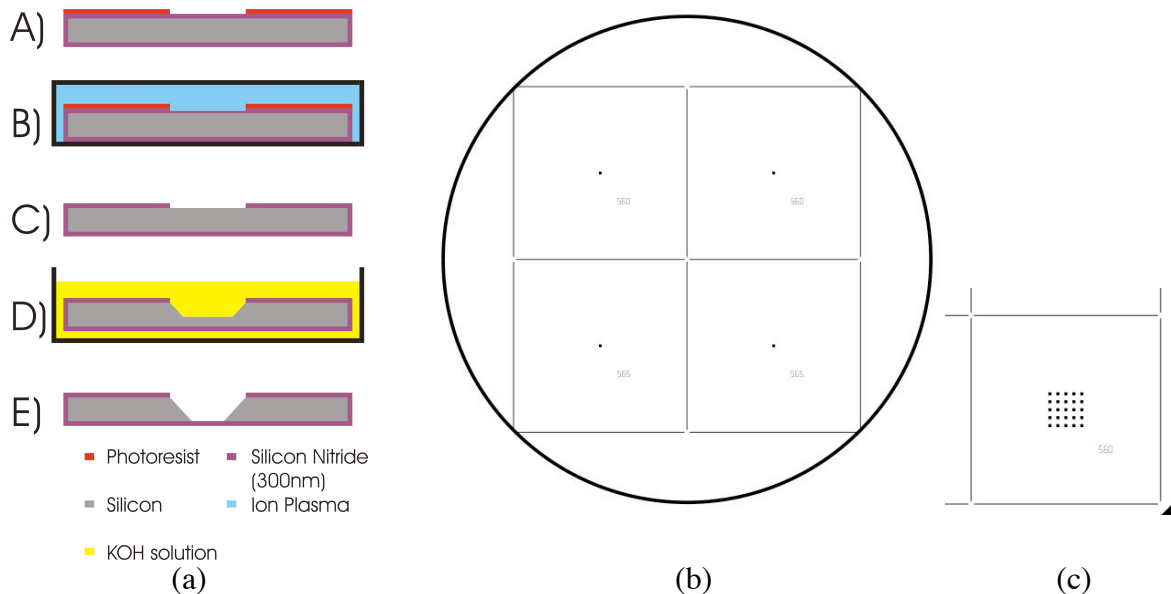 A)
B)
C)
D)
E)
Photoresist
Silicon Nitride
(300nm)
Silicon
Ion Plasma
KOH solution
(a)
560
560
565
565
(b)
560
(c)